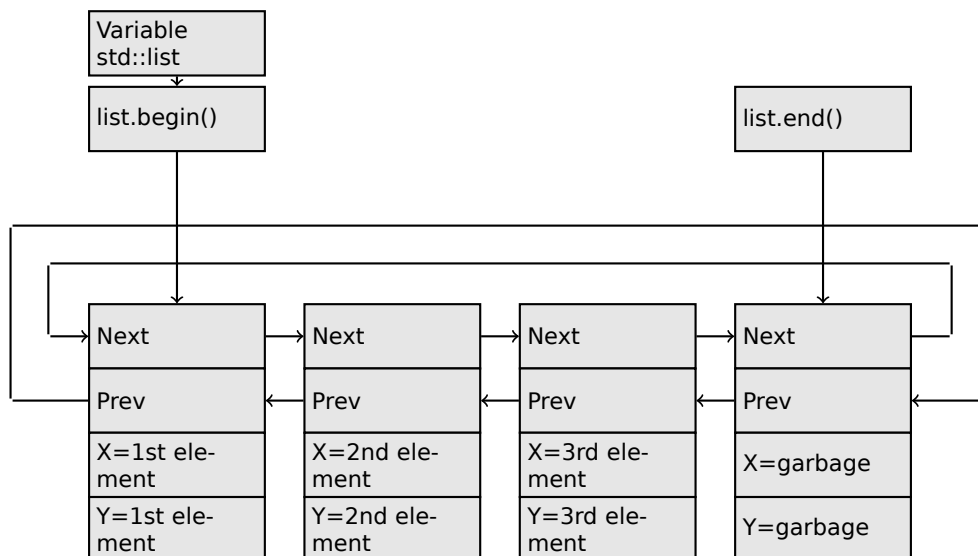 Variable
std::list
list.begin()
list.end()
Next
Next
Next
Next
Prev
Prev
Prev
Prev
X=1st ele-
ment
X=2nd ele-
ment
X=3rd ele-
ment
X=garbage
Y=1st ele-
ment
Y=2nd ele-
ment
Y=3rd ele-
ment
Y=garbage